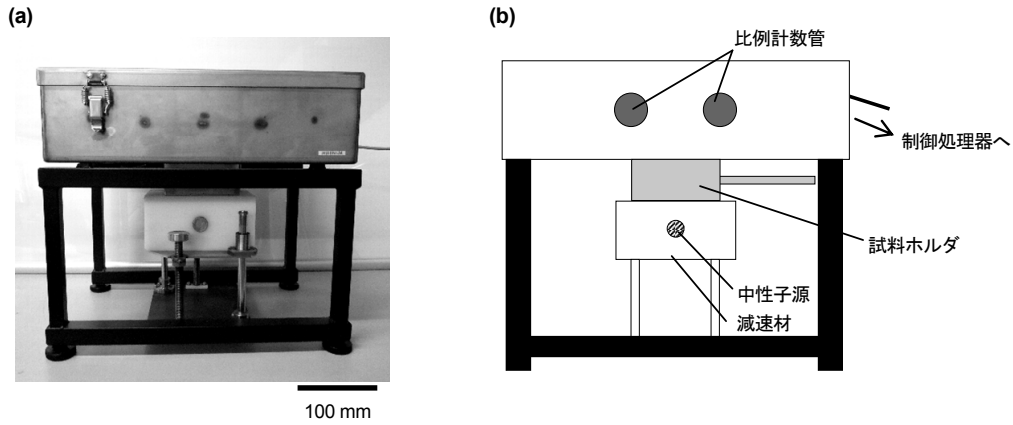 (a)
100 mm
(b)
比例計数管
制御処理器へ
試料ホルダ
中性子源
減速材